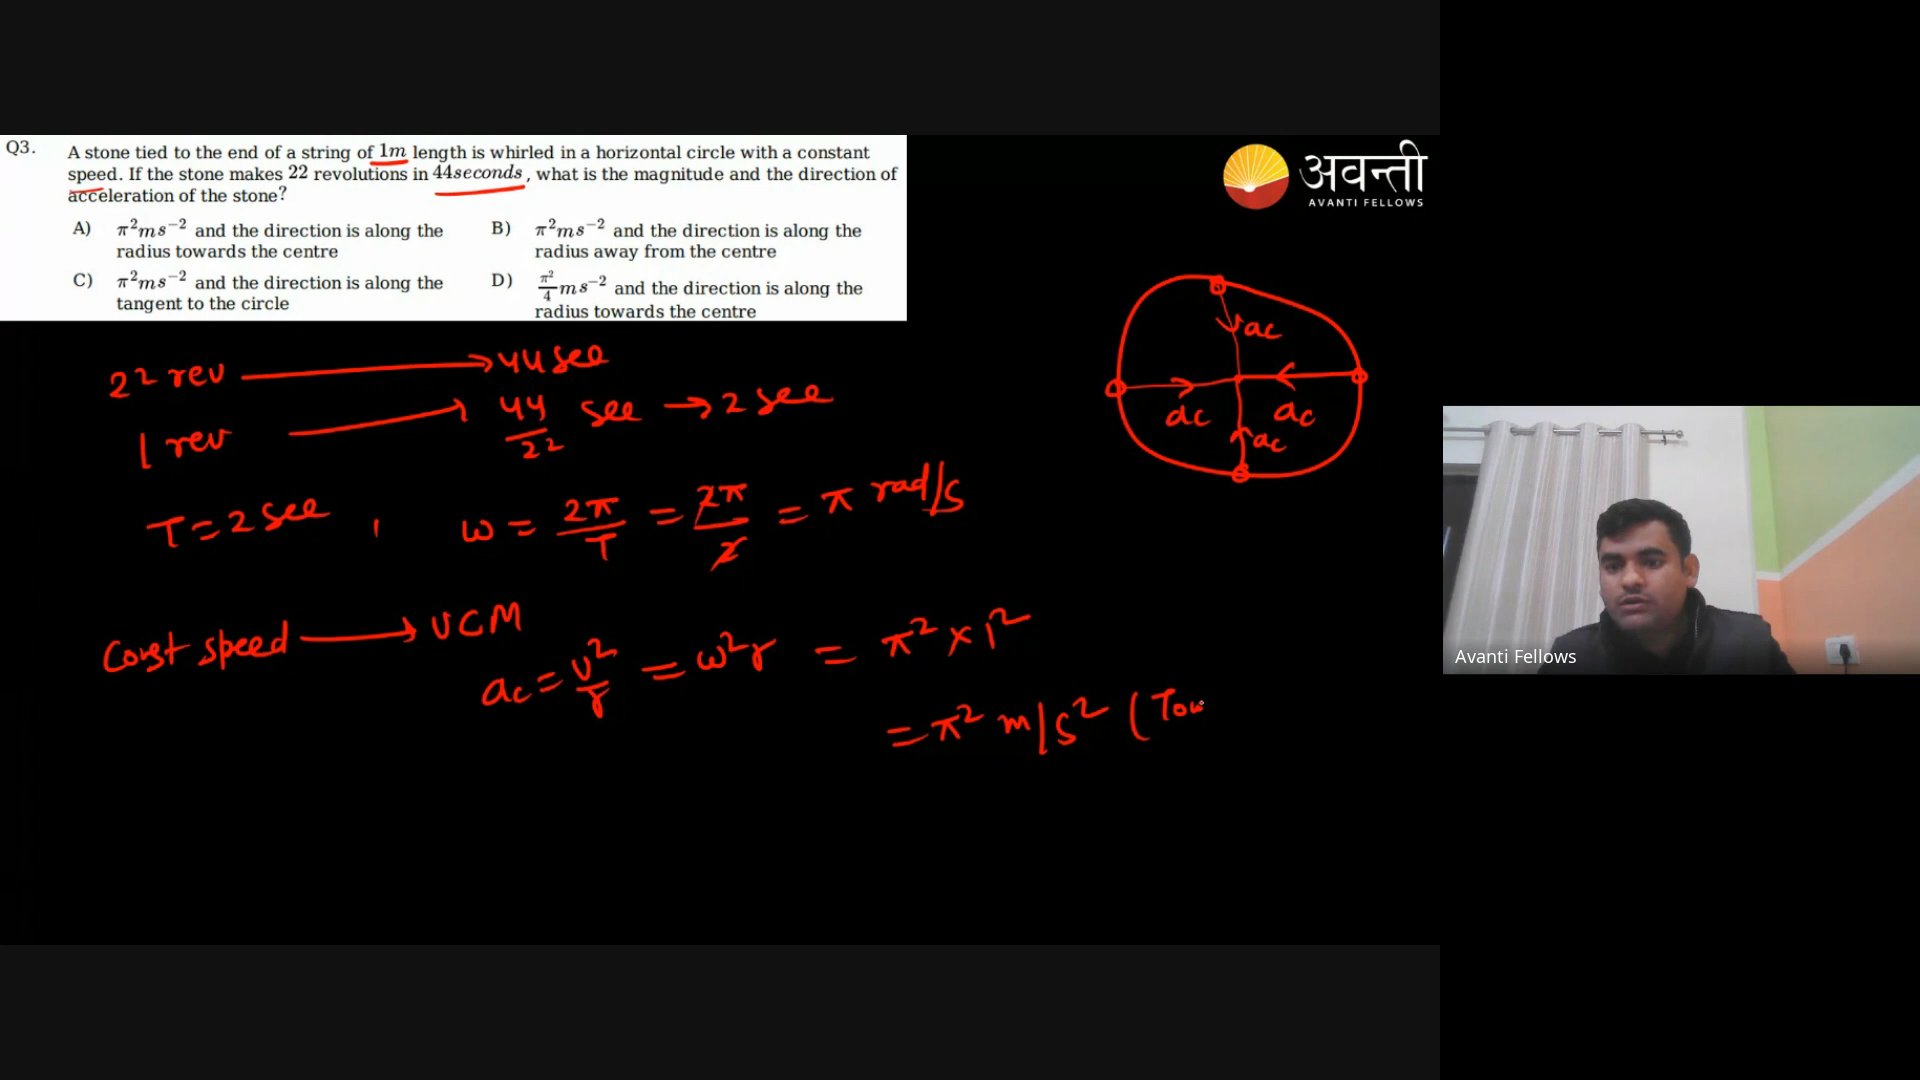 Q3. A stone tied to the end of a string of 1m length is whirled in a horizontal circle with a constant
speed. If the stone makes 22 revolutions in 44seconds, what is the magnitude and the direction of
acceleration of the stone?
A) π²ms⁻² and the direction is along the
radius towards the centre
B) π²ms⁻² and the direction is along the
radius away from the centre
C) π²ms⁻² and the direction is along the
tangent to the circle
D) π²/4 ms⁻² and the direction is along the
radius towards the centre
अवन्ती
AVANTI FELLOWS
22 rev → 44 sec
1 rev → 44/22 sec → 2 sec
T = 2 sec , ω = 2π/T = 2π/2 = π rad/s
ac
ac ac
ac
Const speed → UCM
ac = v²/r = ω²r = π² × 1²
= π² m/s² (Tow
Avanti Fellows